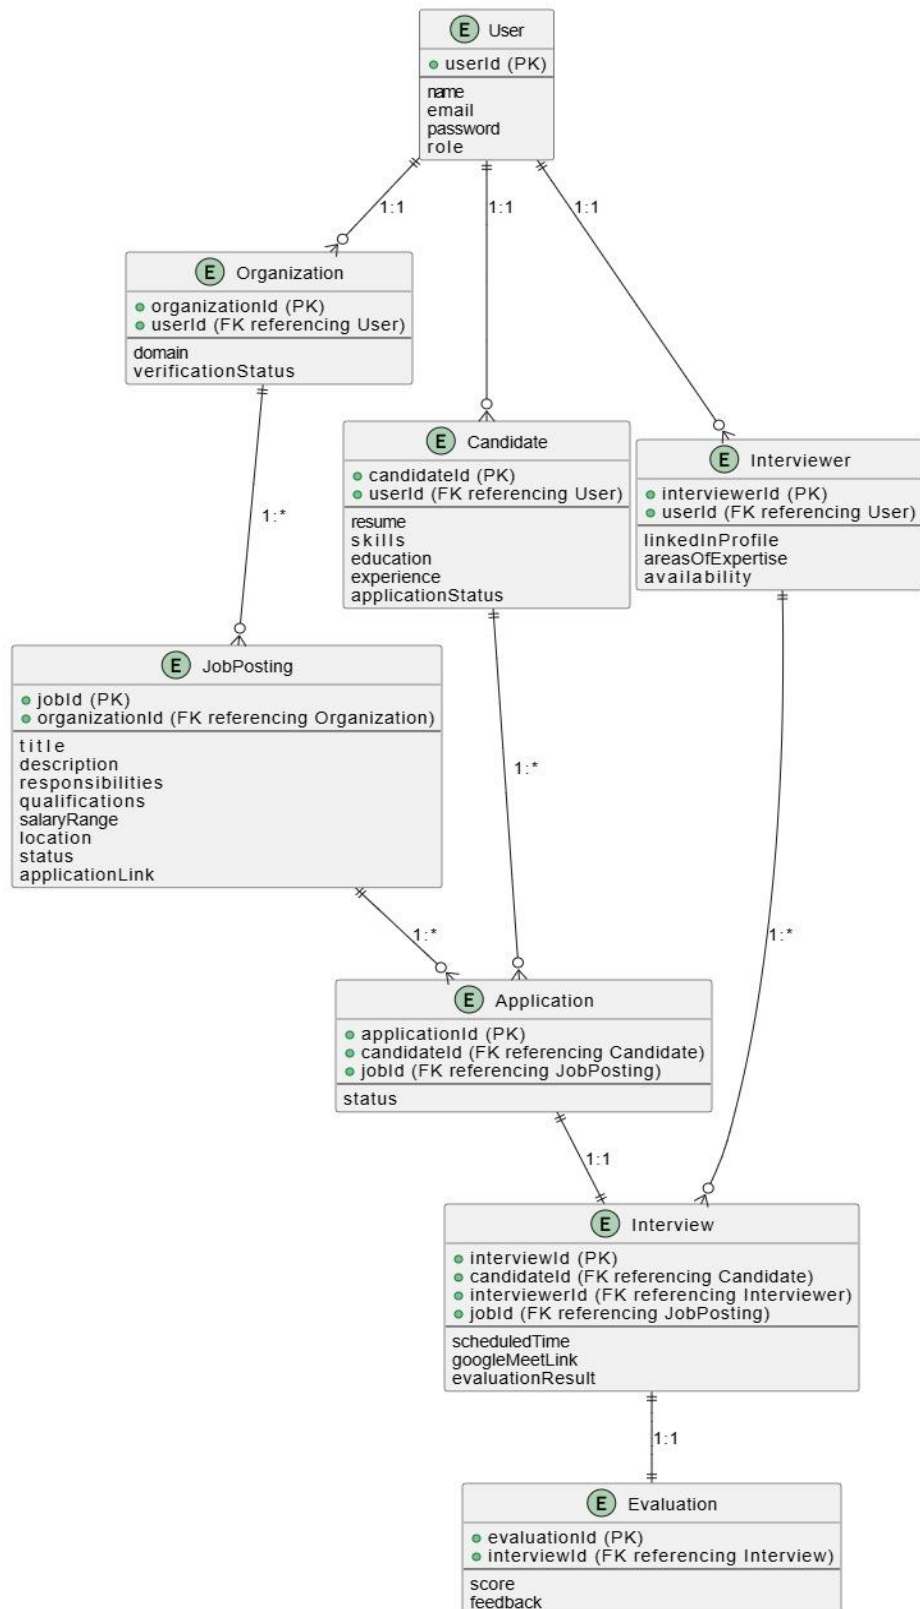 E User
userId (PK)
name
email
password
role
1:1
1:1
1:1
E Organization
organizationId (PK)
userId (FK referencing User)
domain
verificationStatus
E Candidate
candidateId (PK)
userId (FK referencing User)
resume
skills
education
experience
applicationStatus
E Interviewer
interviewerId (PK)
userId (FK referencing User)
linkedInProfile
areasOfExpertise
availability
1:*
E JobPosting
jobId (PK)
organizationId (FK referencing Organization)
title
description
responsibilities
qualifications
salaryRange
location
status
applicationLink
1:*
1:*
1:*
E Application
applicationId (PK)
candidateId (FK referencing Candidate)
jobId (FK referencing JobPosting)
status
1:1
E Interview
interviewId (PK)
candidateId (FK referencing Candidate)
interviewerId (FK referencing Interviewer)
jobId (FK referencing JobPosting)
scheduledTime
googleMeetLink
evaluationResult
1:1
E Evaluation
evaluationId (PK)
interviewId (FK referencing Interview)
score
feedback